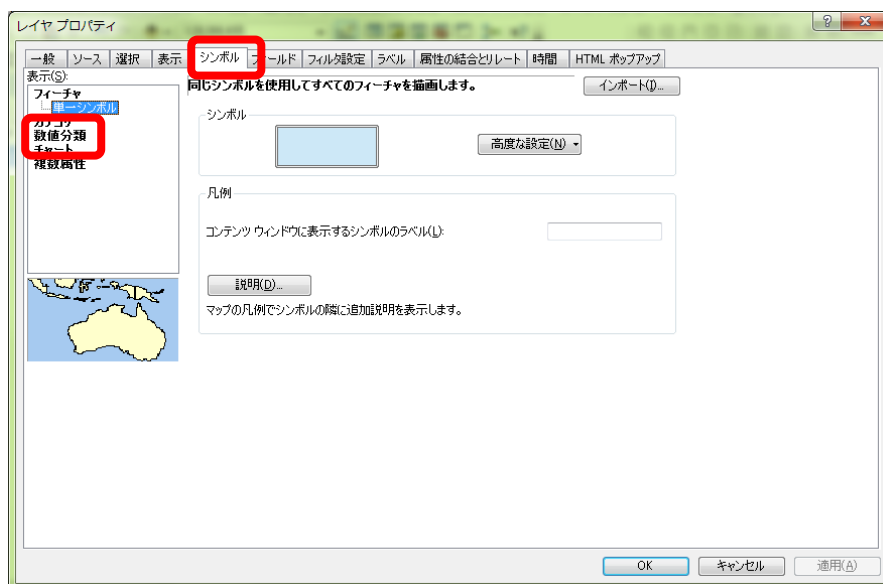 レイヤ プロパティ
一般 ソース 選択 表示 シンボル フィールド フィルタ設定 ラベル 属性の結合とリレート 時間 HTML ポップアップ
表示(S):
フィーチャ
単一シンボル
カテゴリ
数値分類
チャート
複数属性
同じシンボルを使用してすべてのフィーチャを描画します。
インポート(I)...
シンボル
高度な設定(N)
凡例
コンテンツ ウィンドウに表示するシンボルのラベル(L):
説明(D)...
マップの凡例でシンボルの隣に追加説明を表示します。
OK キャンセル 適用(A)